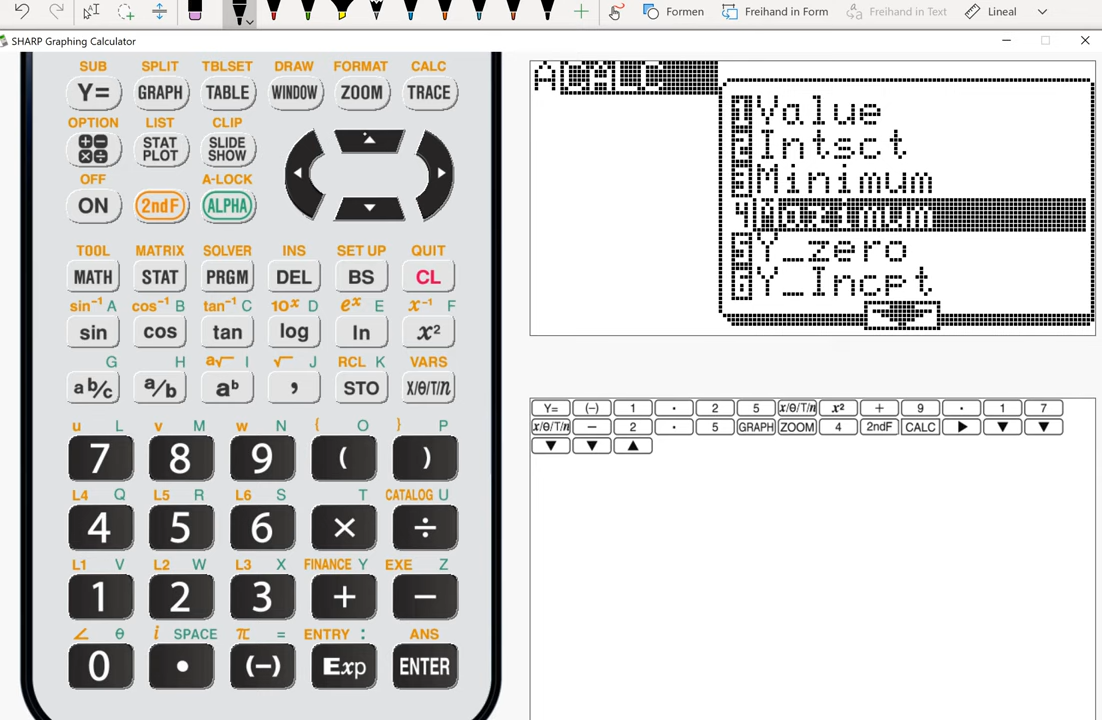 Formen Freihand in Form Freihand in Text Lineal
SHARP Graphing Calculator
SUB SPLIT TBLSET DRAW FORMAT CALC
Y= GRAPH TABLE WINDOW ZOOM TRACE
OPTION LIST CLIP
STAT PLOT SLIDE SHOW
OFF A-LOCK
ON 2ndF ALPHA
TOOL MATRIX SOLVER INS SET UP QUIT
MATH STAT PRGM DEL BS CL
sin⁻¹ A cos⁻¹ B tan⁻¹ C 10ˣ D eˣ E x⁻¹ F
sin cos tan log ln x²
G H a√ I √ J RCL K VARS
a b/c a/b aᵇ , STO X/θ/T/n
u L v M w N { O } P
7 8 9 ( )
L4 Q L5 R L6 S T CATALOG U
4 5 6 × ÷
L1 V L2 W L3 X FINANCE Y EXE Z
1 2 3 + −
∠ θ i SPACE π = ENTRY : ANS
0 • (−) Exp ENTER
A CALC
1 Value
2 Intsct
3 Minimum
4 Maximum
5 Y_zero
6 Y_Incpt
Y= (−) 1 · 2 5 X/θ/T/n x² + 9 · 1 7
X/θ/T/n − 2 · 5 GRAPH ZOOM 4 2ndF CALC ▶ ▼ ▼
▼ ▼ ▲